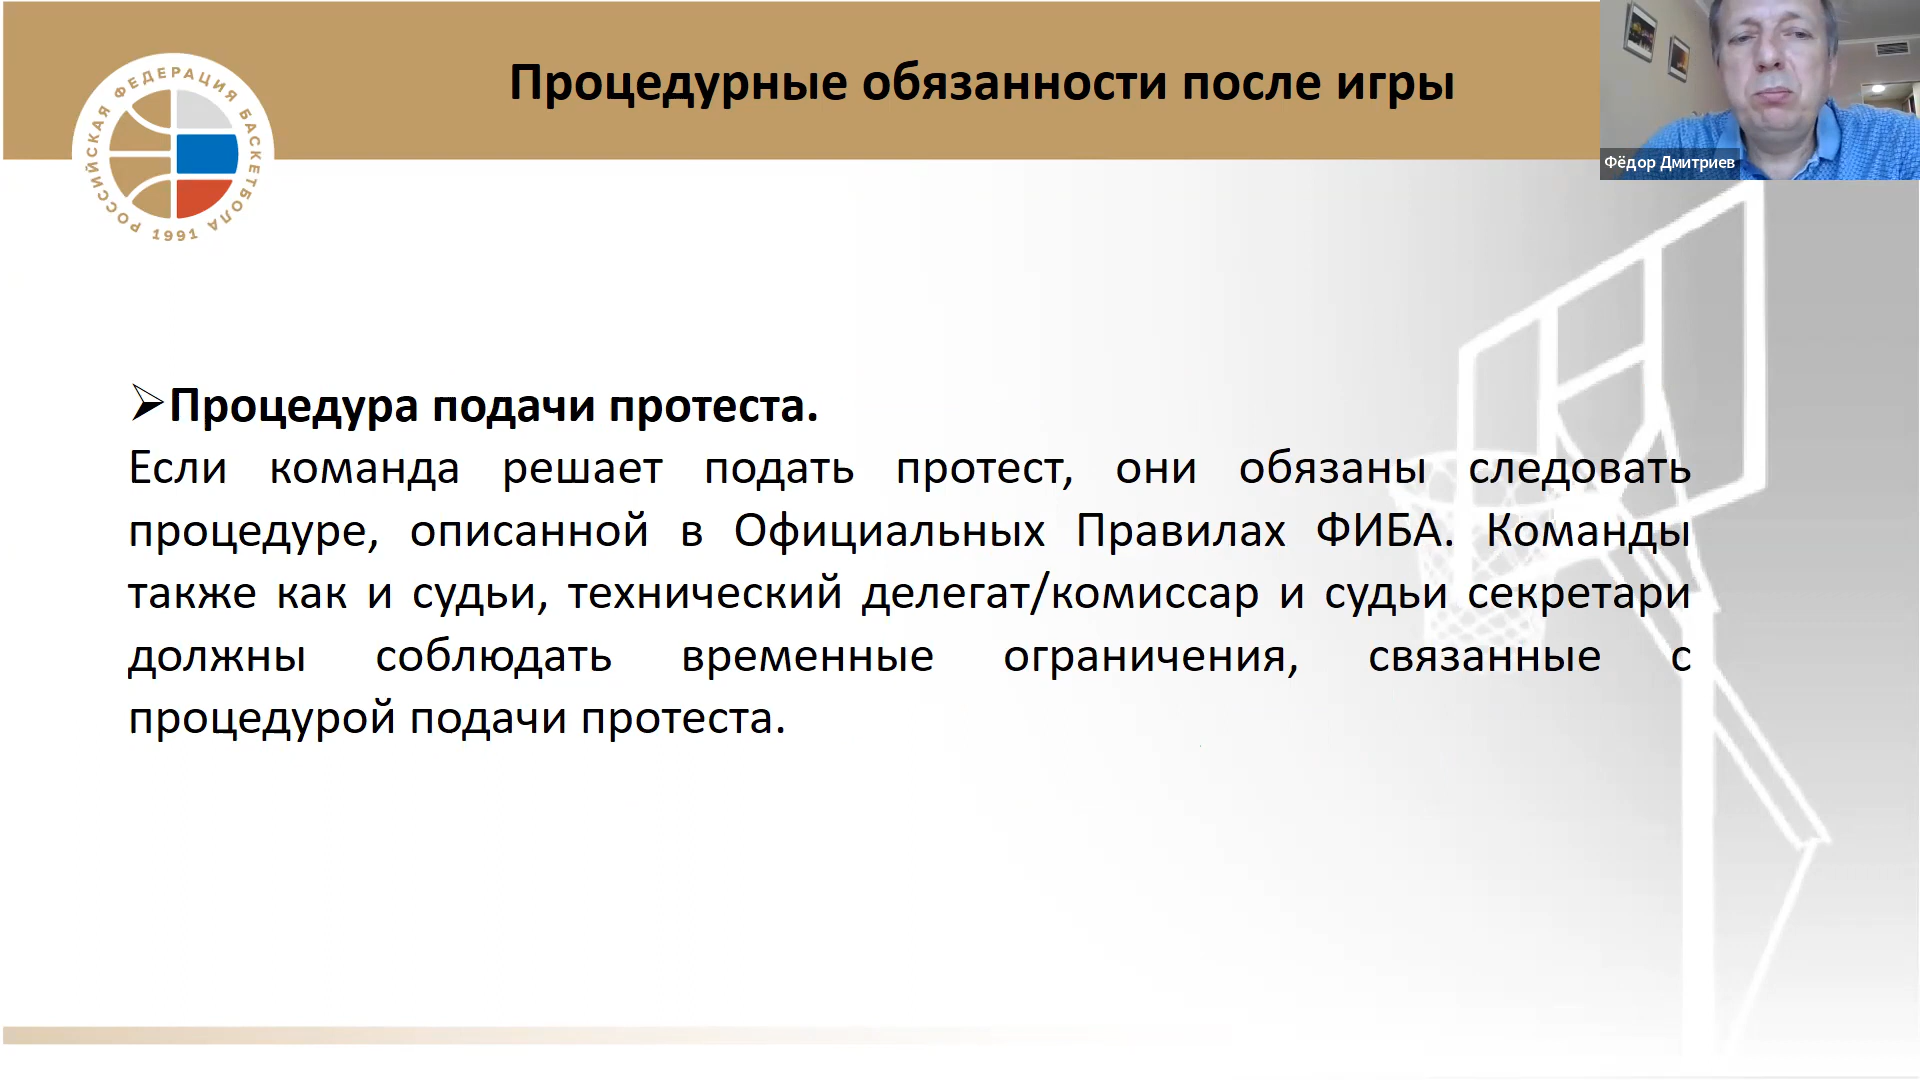 Процедурные обязанности после игры
РОССИЙСКАЯ ФЕДЕРАЦИЯ БАСКЕТБОЛА
1991
Фёдор Дмитриев
➢Процедура подачи протеста.
Если команда решает подать протест, они обязаны следовать
процедуре, описанной в Официальных Правилах ФИБА. Команды
также как и судьи, технический делегат/комиссар и судьи секретари
должны соблюдать временные ограничения, связанные с
процедурой подачи протеста.